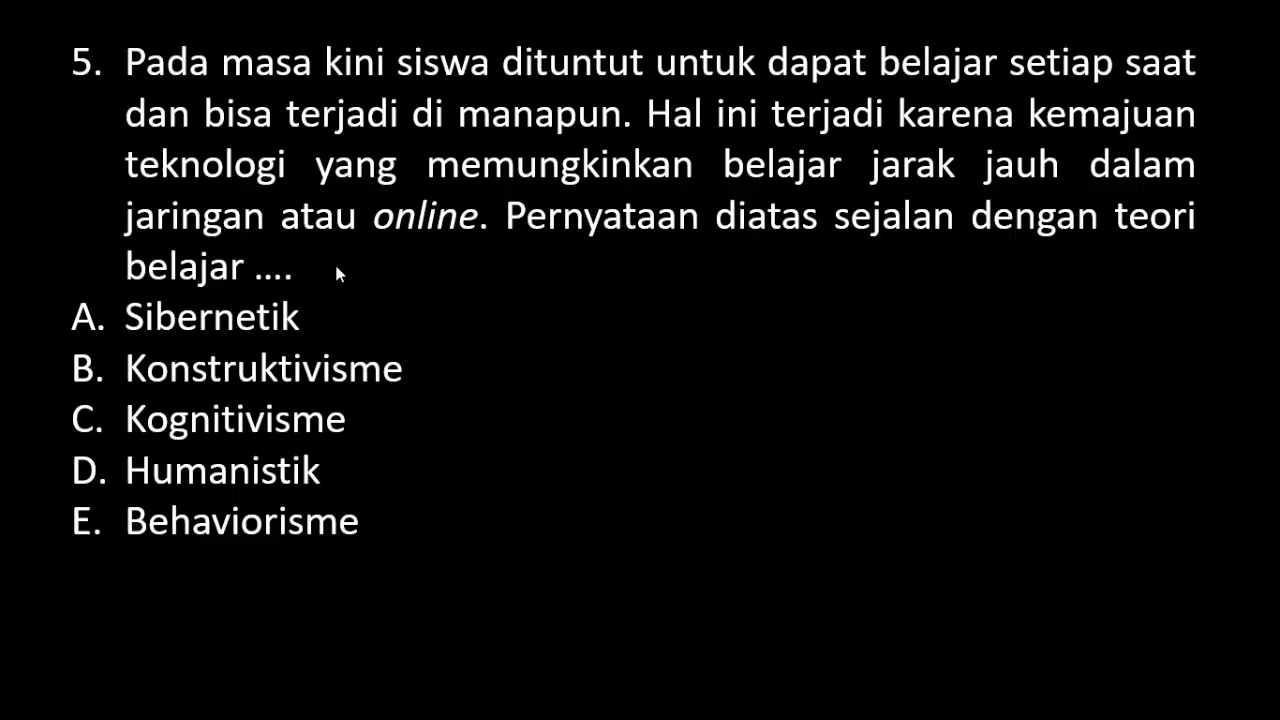 5. Pada masa kini siswa dituntut untuk dapat belajar setiap saat
dan bisa terjadi di manapun. Hal ini terjadi karena kemajuan
teknologi yang memungkinkan belajar jarak jauh dalam
jaringan atau online. Pernyataan diatas sejalan dengan teori
belajar ....
A. Sibernetik
B. Konstruktivisme
C. Kognitivisme
D. Humanistik
E. Behaviorisme